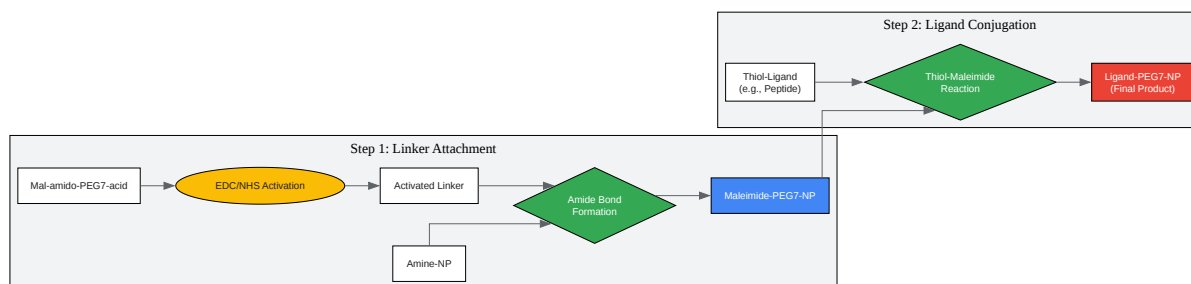 Step 2: Ligand Conjugation
Thiol-Ligand
(e.g., Peptide)
Thiol-Maleimide
Reaction
Ligand-PEG7-NP
(Final Product)
Step 1: Linker Attachment
Mal-amido-PEG7-acid
EDC/NHS Activation
Activated Linker
Amide Bond
Formation
Maleimide-PEG7-NP
Amine-NP